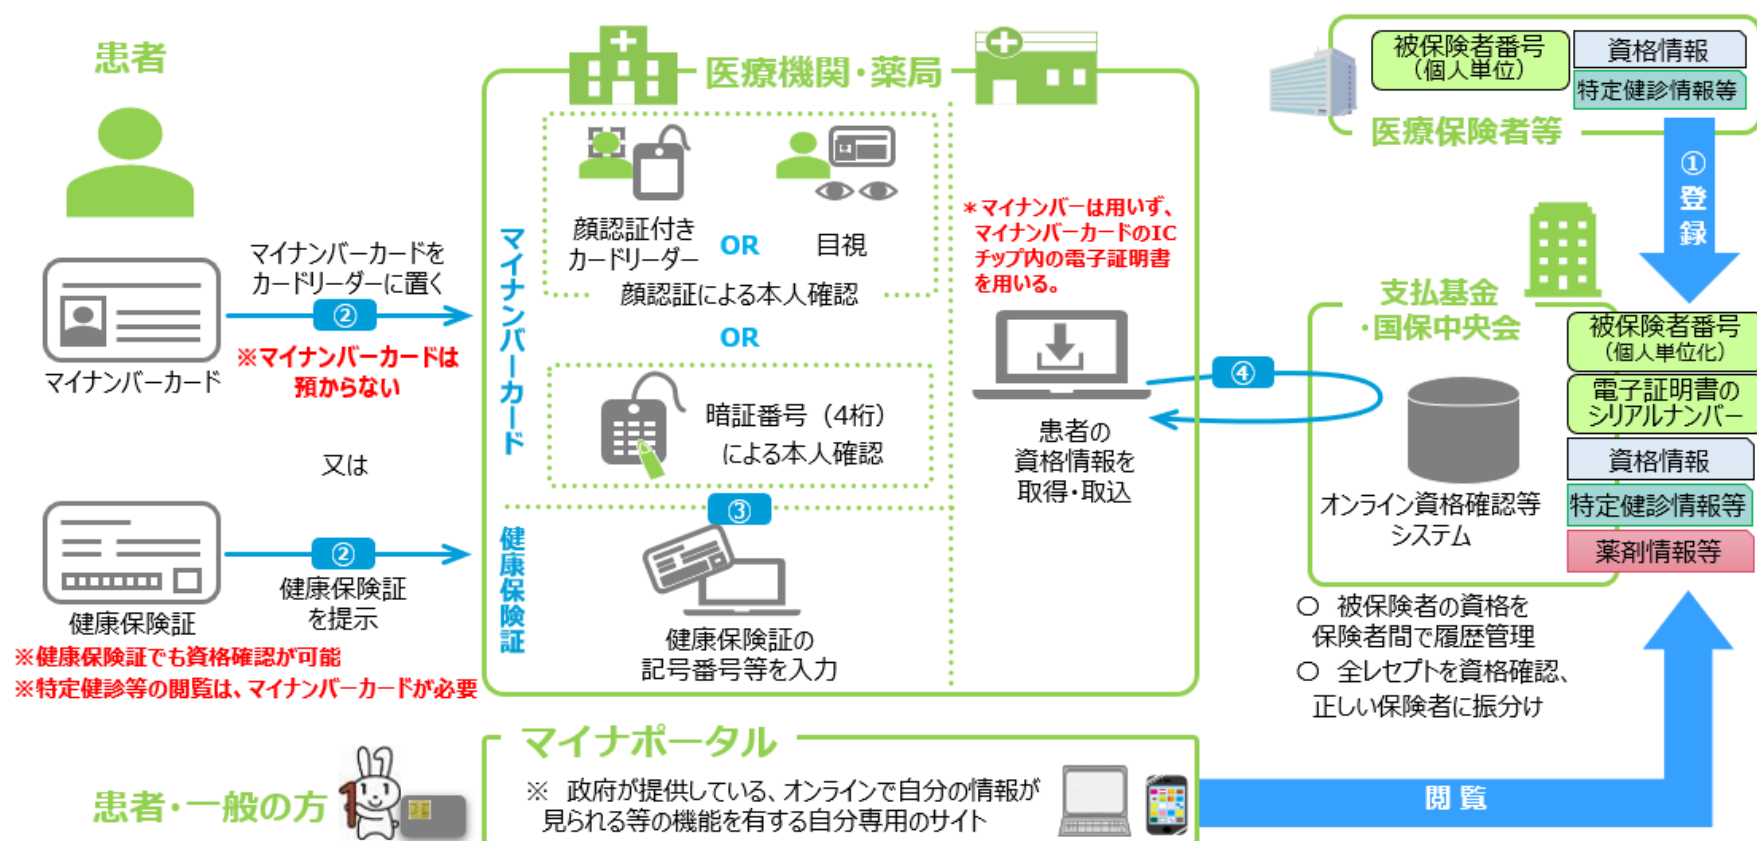 患者
マイナンバーカードを
カードリーダーに置く
②
※マイナンバーカードは
預からない
マイナンバーカード
又は
②
健康保険証
を提示
健康保険証
※健康保険証でも資格確認が可能
※特定健診等の閲覧は、マイナンバーカードが必要
医療機関・薬局
マイナンバーカード
顔認証付き
カードリーダー
OR
目視
顔認証による本人確認
OR
暗証番号（4桁）
による本人確認
③
健康保険証
健康保険証の
記号番号等を入力
＊マイナンバーは用いず、
マイナンバーカードのIC
チップ内の電子証明書
を用いる。
患者の
資格情報を
取得・取込
④
被保険者番号
（個人単位）
資格情報
特定健診情報等
医療保険者等
①
登録
支払基金
・国保中央会
被保険者番号
（個人単位化）
電子証明書の
シリアルナンバー
資格情報
特定健診情報等
薬剤情報等
オンライン資格確認等
システム
○ 被保険者の資格を
保険者間で履歴管理
○ 全レセプトを資格確認、
正しい保険者に振分け
患者・一般の方
1
マイナポータル
※ 政府が提供している、オンラインで自分の情報が
見られる等の機能を有する自分専用のサイト
閲覧